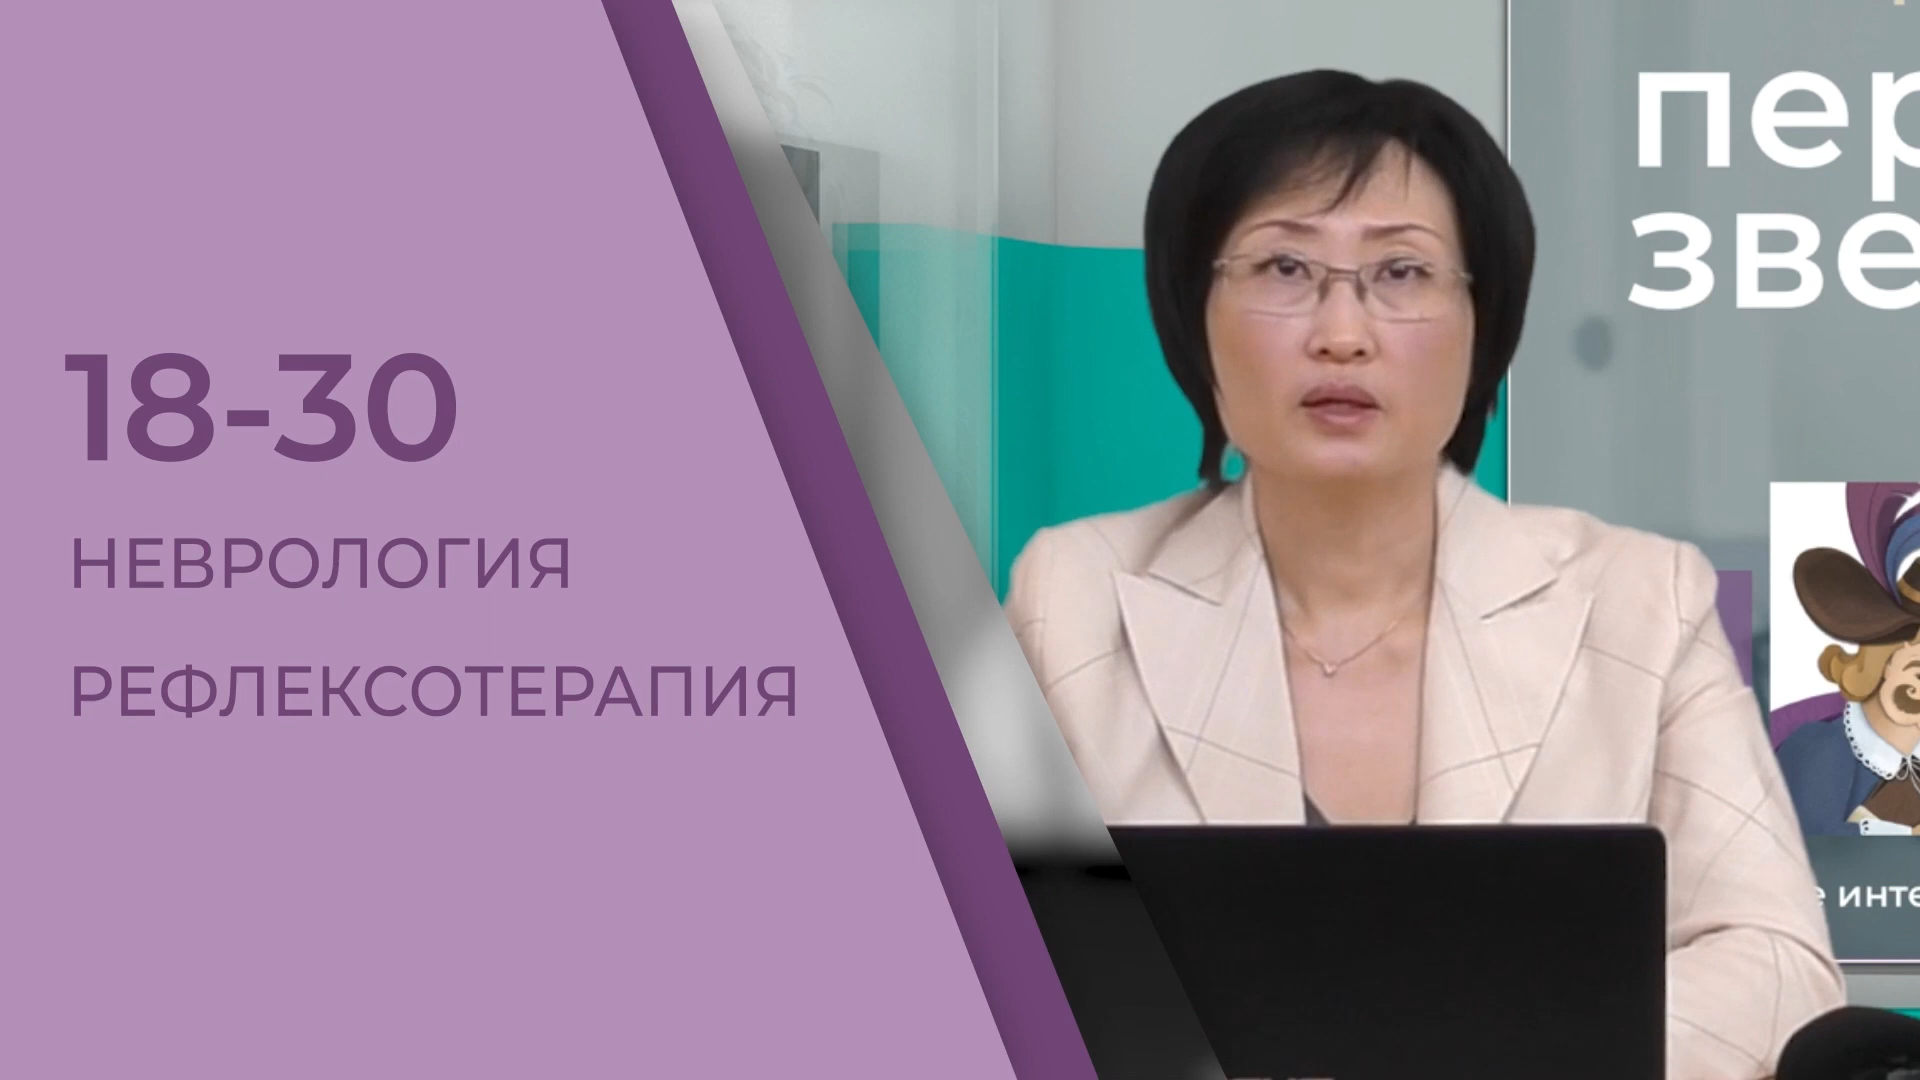 18-30
НЕВРОЛОГИЯ
РЕФЛЕКСОТЕРАПИЯ
пер
зве
е инте